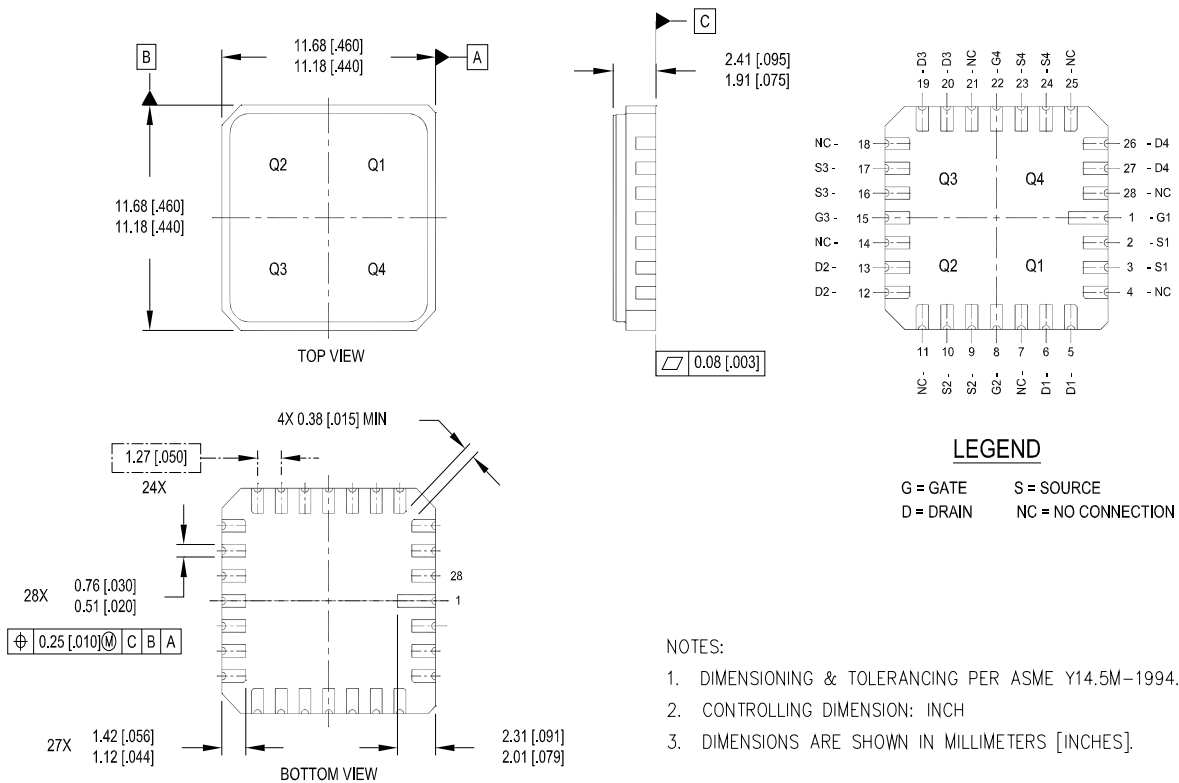 B
11.68 [.460]
11.18 [.440]
A
11.68 [.460]
11.18 [.440]
Q2 Q1
Q3 Q4
TOP VIEW
C
2.41 [.095]
1.91 [.075]
0.08 [.003]
19 - D3
20 - D3
21 - NC
22 - G4
23 - S4
24 - S4
25 - NC
NC - 18
S3 - 17
S3 - 16
G3 - 15
NC - 14
D2 - 13
D2 - 12
Q3 Q4
Q2 Q1
26 - D4
27 - D4
28 - NC
1 - G1
2 - S1
3 - S1
4 - NC
11 10 9 8 7 6 5
NC - S2 - S2 - G2 - NC - D1 - D1 -
LEGEND
G = GATE S = SOURCE
D = DRAIN NC = NO CONNECTION
4X 0.38 [.015] MIN
1.27 [.050]
24X
28X 0.76 [.030]
0.51 [.020]
⌖ 0.25 [.010] Ⓜ C B A
28
1
27X 1.42 [.056]
1.12 [.044]
2.31 [.091]
2.01 [.079]
BOTTOM VIEW
NOTES:
1. DIMENSIONING & TOLERANCING PER ASME Y14.5M-1994.
2. CONTROLLING DIMENSION: INCH
3. DIMENSIONS ARE SHOWN IN MILLIMETERS [INCHES].